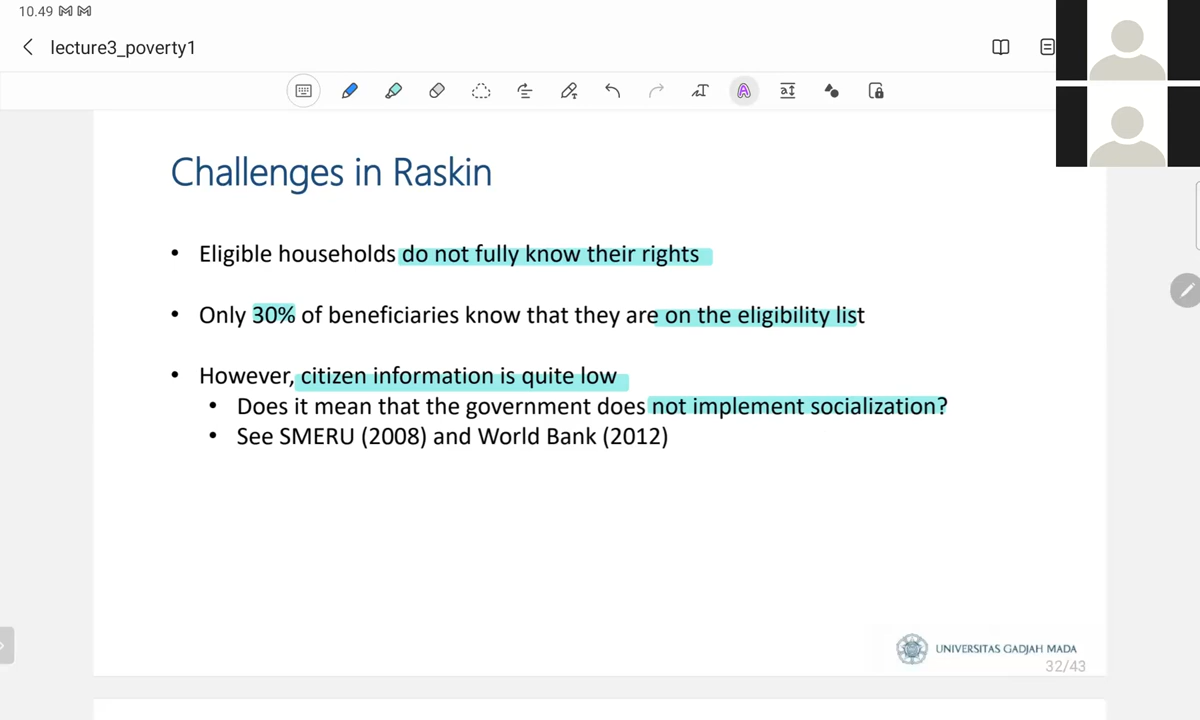 10.49
lecture3_poverty1
Challenges in Raskin
• Eligible households do not fully know their rights
• Only 30% of beneficiaries know that they are on the eligibility list
• However, citizen information is quite low
• Does it mean that the government does not implement socialization?
• See SMERU (2008) and World Bank (2012)
UNIVERSITAS GADJAH MADA
32/43